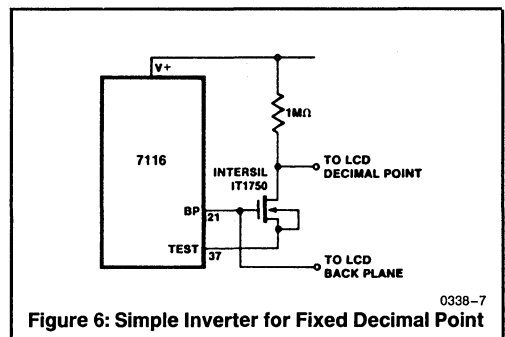 V+
1MΩ
7116
TO LCD
DECIMAL POINT
INTERSIL
IT1750
BP
21
TEST
37
TO LCD
BACK PLANE
0338-7
Figure 6: Simple Inverter for Fixed Decimal Point